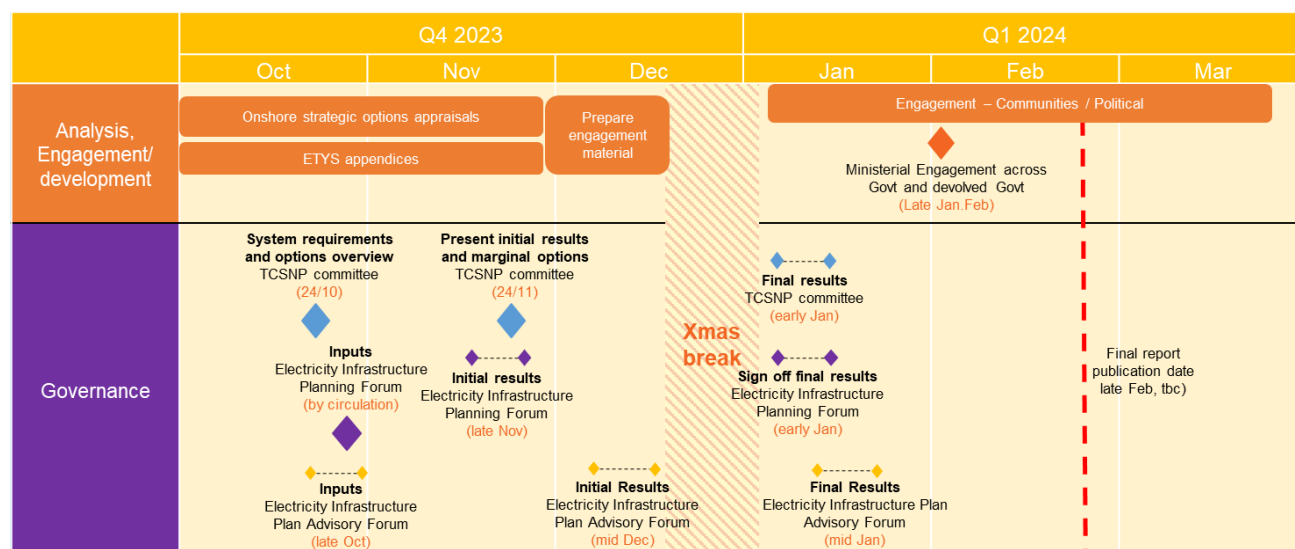 Q4 2023
Q1 2024
Oct
Nov
Dec
Jan
Feb
Mar
Analysis,
Engagement/
development
Onshore strategic options appraisals
ETYS appendices
Prepare
engagement
material
Engagement – Communities / Political
Ministerial Engagement across
Govt and devolved Govt
(Late Jan.Feb)
Governance
System requirements
and options overview
TCSNP committee
(24/10)
Present initial results
and marginal options
TCSNP committee
(24/11)
Final results
TCSNP committee
(early Jan)
Xmas
break
Inputs
Electricity Infrastructure
Planning Forum
(by circulation)
Initial results
Electricity Infrastructure
Planning Forum
(late Nov)
Sign off final results
Electricity Infrastructure
Planning Forum
(early Jan)
Final report
publication date
late Feb, tbc)
Inputs
Electricity Infrastructure
Plan Advisory Forum
(late Oct)
Initial Results
Electricity Infrastructure
Plan Advisory Forum
(mid Dec)
Final Results
Electricity Infrastructure Plan
Advisory Forum
(mid Jan)